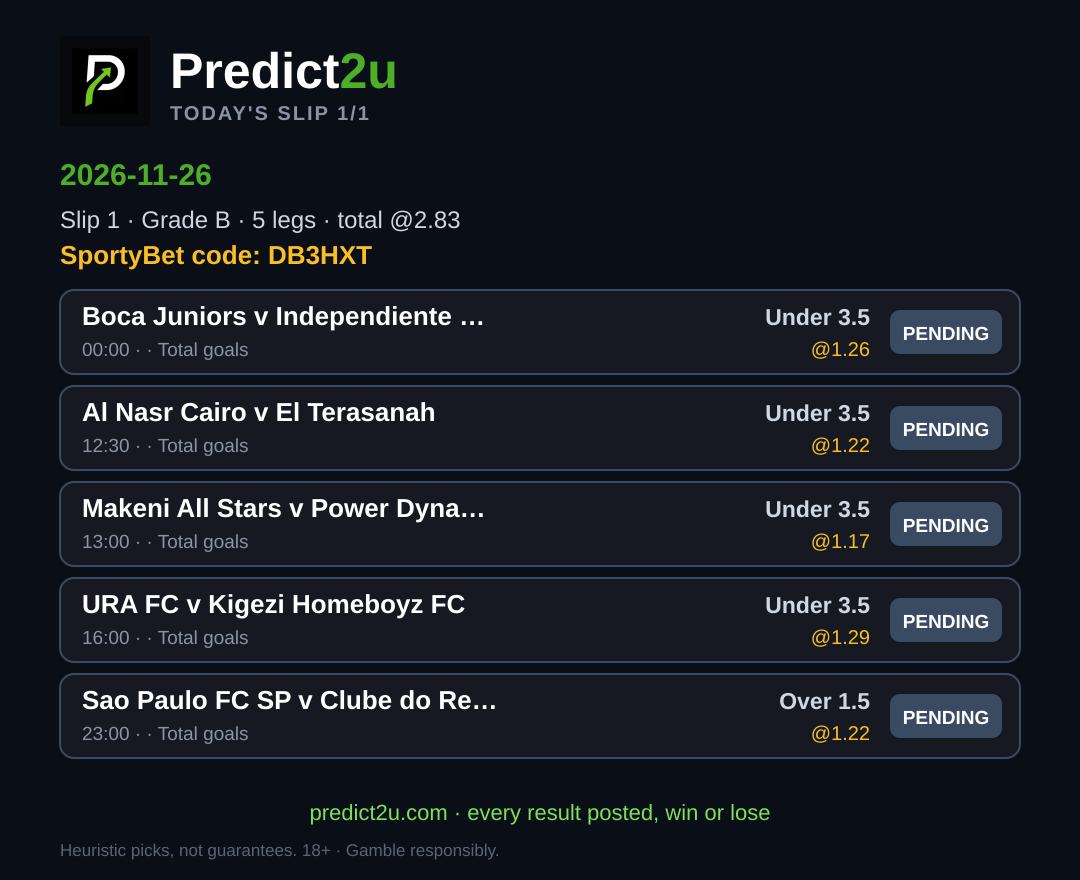 Predict2u
TODAY'S SLIP 1/1
2026-11-26
Slip 1 · Grade B · 5 legs · total @2.83
SportyBet code: DB3HXT
Boca Juniors v Independiente …
Under 3.5
PENDING
00:00 · · Total goals
@1.26
Al Nasr Cairo v El Terasanah
Under 3.5
PENDING
12:30 · · Total goals
@1.22
Makeni All Stars v Power Dyna…
Under 3.5
PENDING
13:00 · · Total goals
@1.17
URA FC v Kigezi Homeboyz FC
Under 3.5
PENDING
16:00 · · Total goals
@1.29
Sao Paulo FC SP v Clube do Re…
Over 1.5
PENDING
23:00 · · Total goals
@1.22
predict2u.com · every result posted, win or lose
Heuristic picks, not guarantees. 18+ · Gamble responsibly.